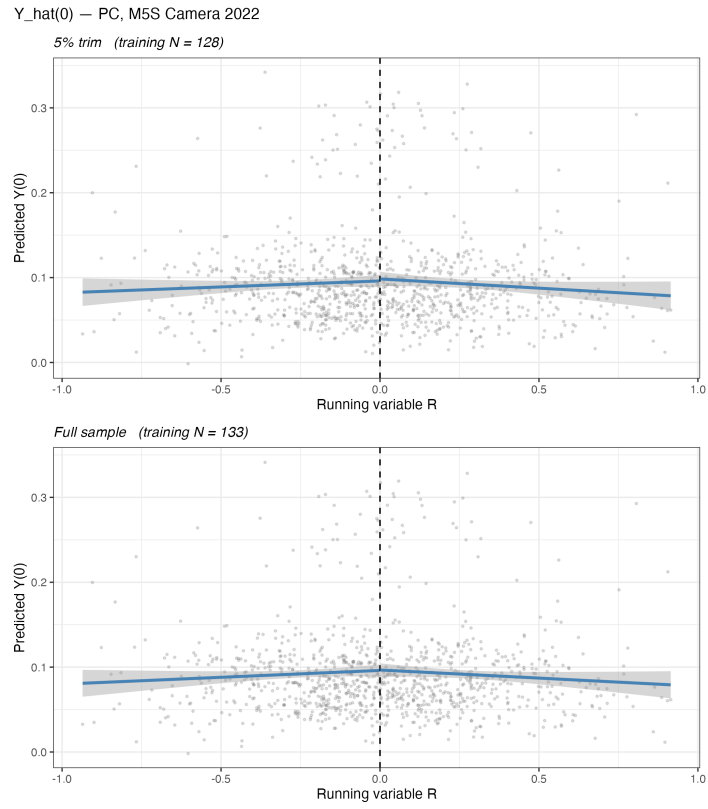 Y_hat(0) — PC, M5S Camera 2022
5% trim (training N = 128)
0.3
0.2
0.1
0.0
Predicted Y(0)
-1.0 -0.5 0.0 0.5 1.0
Running variable R
Full sample (training N = 133)
0.3
0.2
0.1
0.0
Predicted Y(0)
-1.0 -0.5 0.0 0.5 1.0
Running variable R